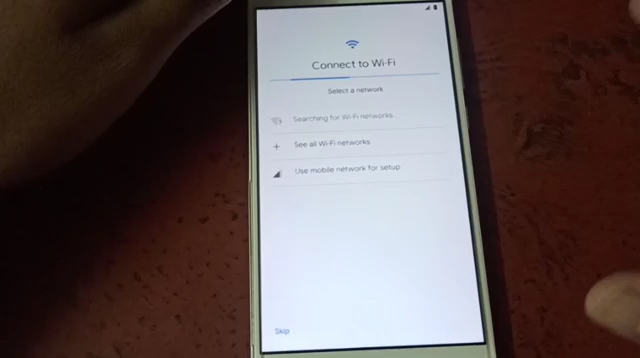 Connect to Wi-Fi
Select a network
Searching for Wi-Fi networks...
See all Wi-Fi networks
Use mobile network for setup
Skip